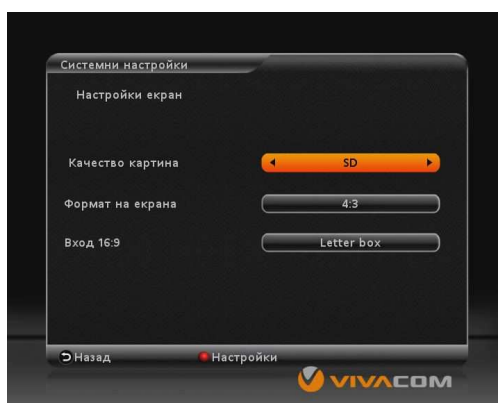 Системни настройки
Настройки екран
Качество картина SD
Формат на екрана 4:3
Вход 16:9 Letter box
Назад Настройки
VIVACOM